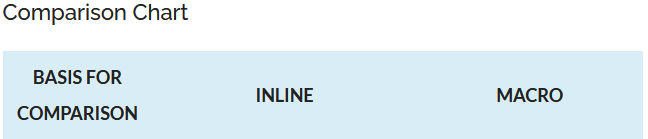 Comparison Chart
BASIS FOR
COMPARISON
INLINE
MACRO